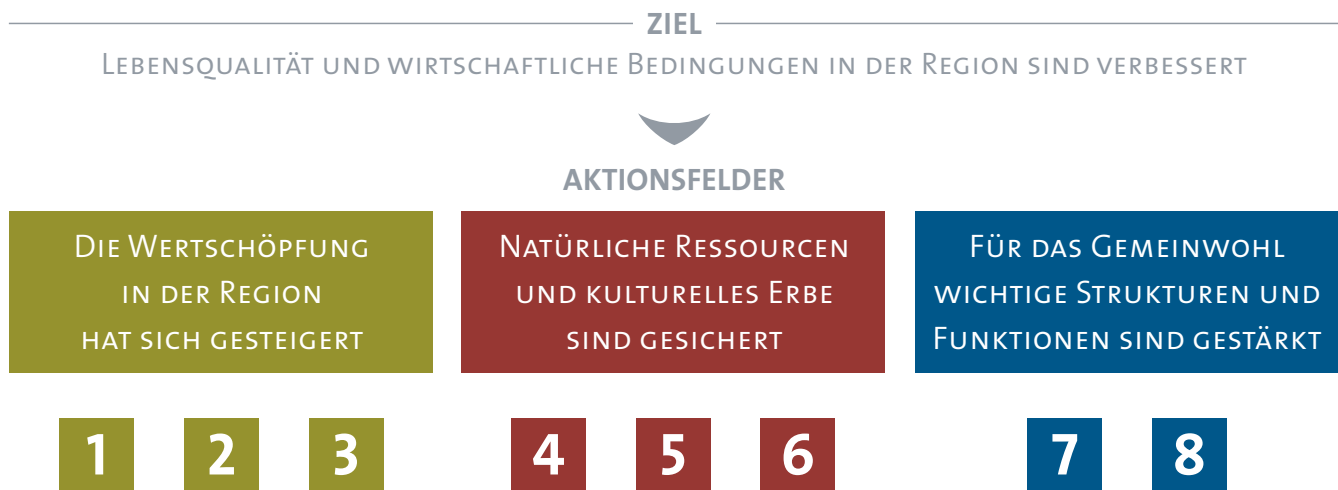 ZIEL
Lebensqualität und wirtschaftliche Bedingungen in der Region sind verbessert
AKTIONSFELDER
Die Wertschöpfung
in der Region
hat sich gesteigert
Natürliche Ressourcen
und kulturelles Erbe
sind gesichert
Für das Gemeinwohl
wichtige Strukturen und
Funktionen sind gestärkt
1 2 3 4 5 6 7 8